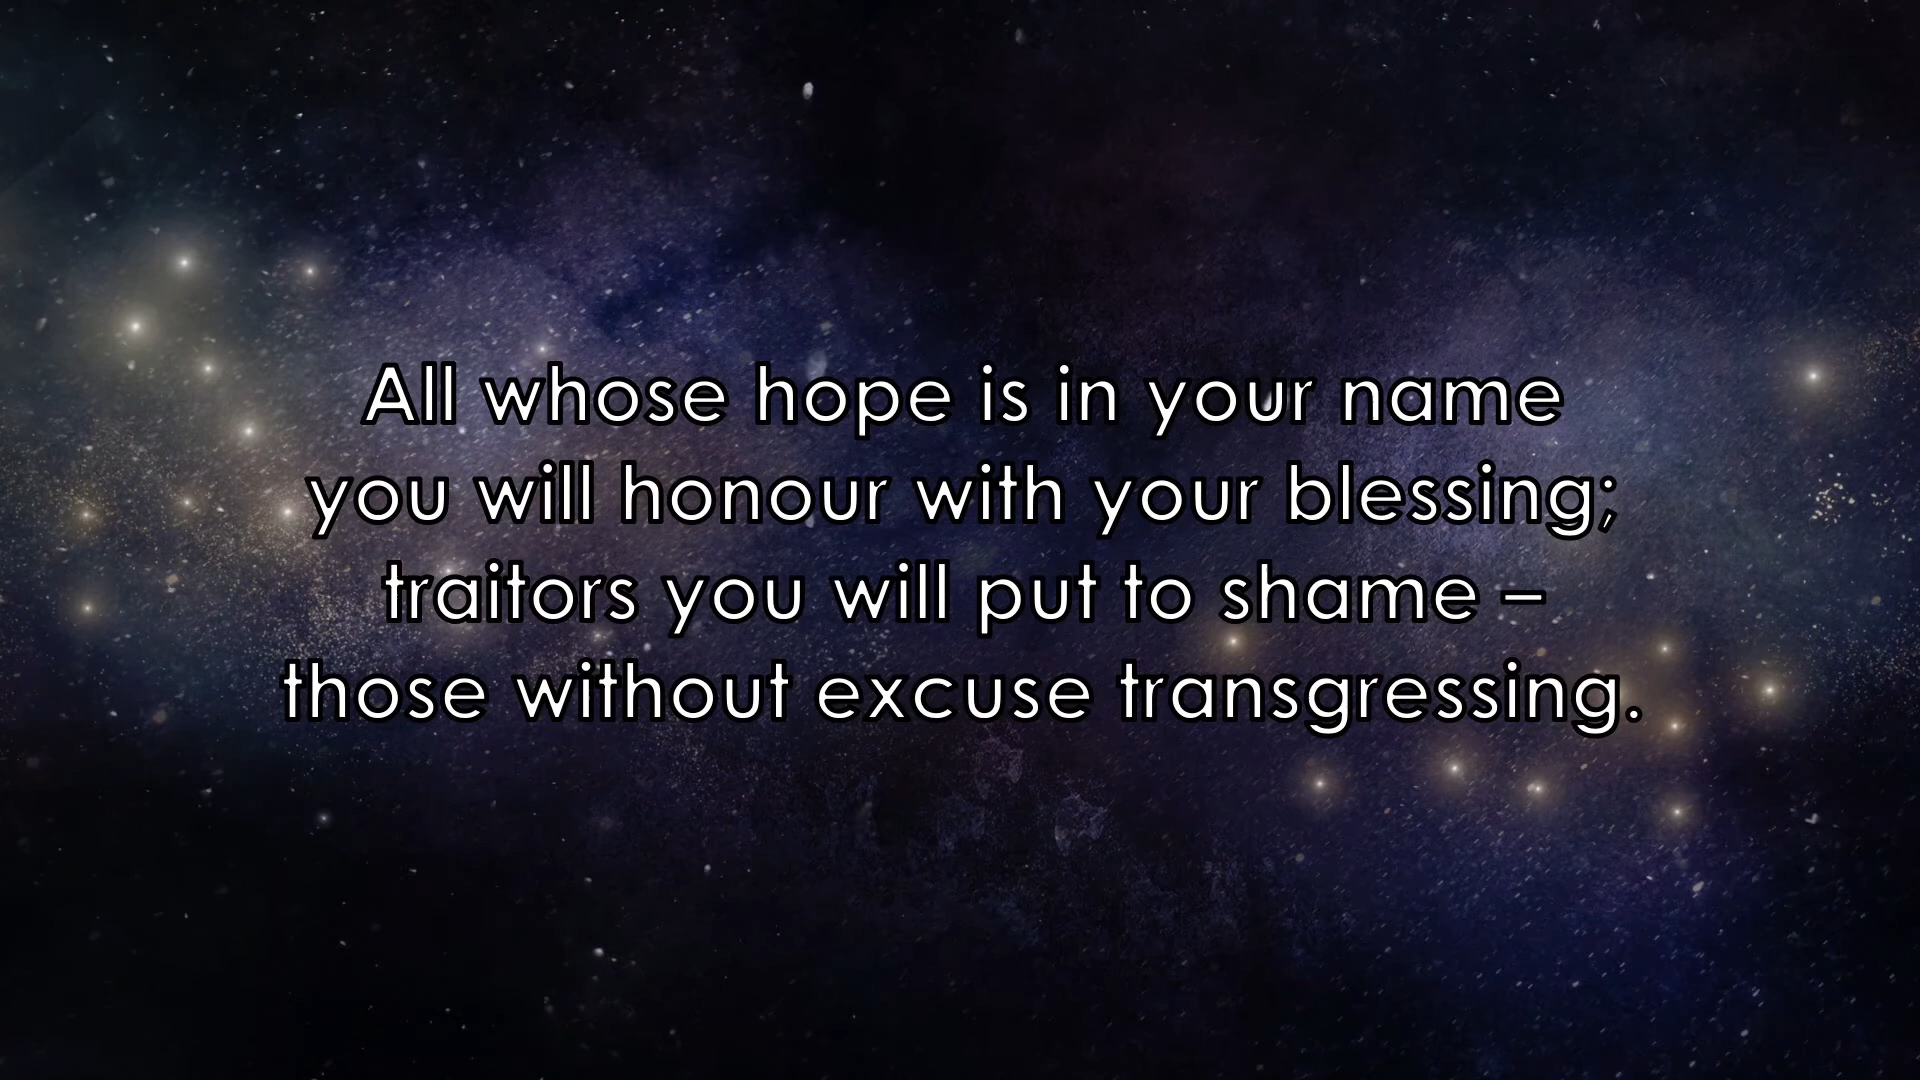 All whose hope is in your name
you will honour with your blessing;
traitors you will put to shame –
those without excuse transgressing.